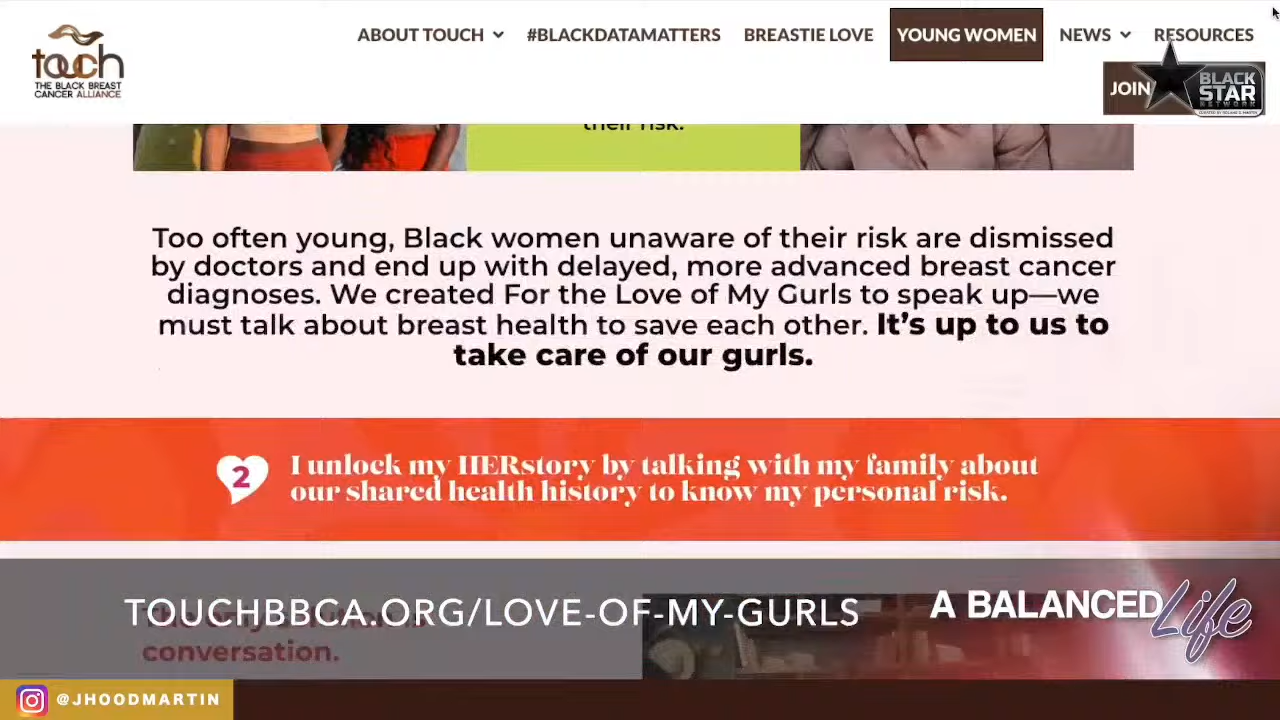 touch
THE BLACK BREAST
CANCER ALLIANCE
ABOUT TOUCH
#BLACKDATAMATTERS
BREASTIE LOVE
YOUNG WOMEN
NEWS
RESOURCES
JOIN
BLACK
STAR
NETWORK
their risk.
Too often young, Black women unaware of their risk are dismissed
by doctors and end up with delayed, more advanced breast cancer
diagnoses. We created For the Love of My Gurls to speak up—we
must talk about breast health to save each other. It's up to us to
take care of our gurls.
2
I unlock my HERstory by talking with my family about
our shared health history to know my personal risk.
TOUCHBBCA.ORG/LOVE-OF-MY-GURLS
conversation.
A BALANCED Life
@JHOODMARTIN